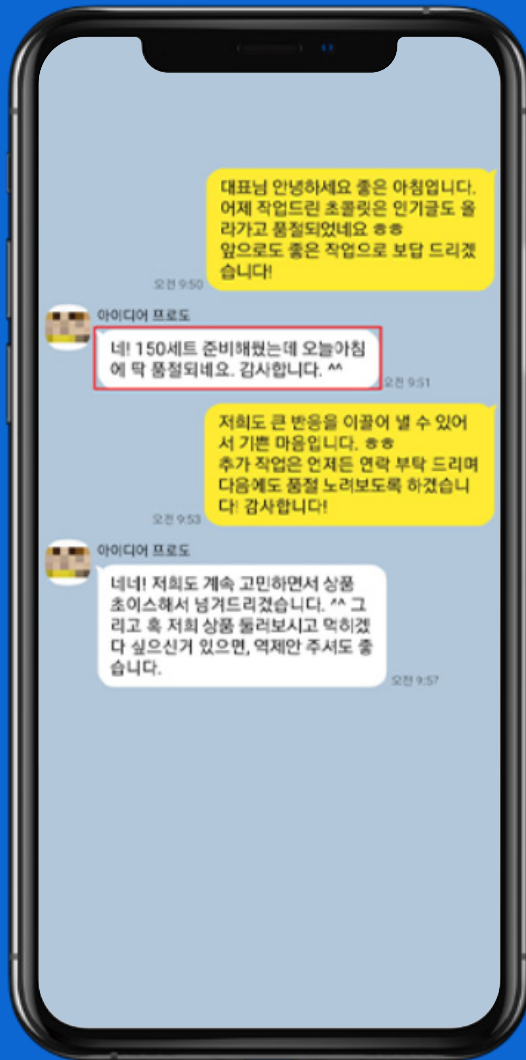 대표님 안녕하세요 좋은 아침입니다.
어제 작업드린 초콜릿은 인기글도 올
라가고 품절되었네요 ㅎㅎ
앞으로도 좋은 작업으로 보답 드리겠
습니다!
오전 9:50
아이디어 프로도
네! 150세트 준비해뒀는데 오늘아침
에 딱 품절되네요. 감사합니다. ^^
오전 9:51
저희도 큰 반응을 이끌어 낼 수 있어
서 기쁜 마음입니다. ㅎㅎ
추가 작업은 언제든 연락 부탁 드리며
다음에도 품절 노려보도록 하겠습니
다! 감사합니다!
오전 9:53
아이디어 프로도
네네! 저희도 계속 고민하면서 상품
초이스해서 넘겨드리겠습니다. ^^ 그
리고 혹 저희 상품 둘러보시고 먹히겠
다 싶으신거 있으면, 역제안 주셔도 좋
습니다.
오전 9:57